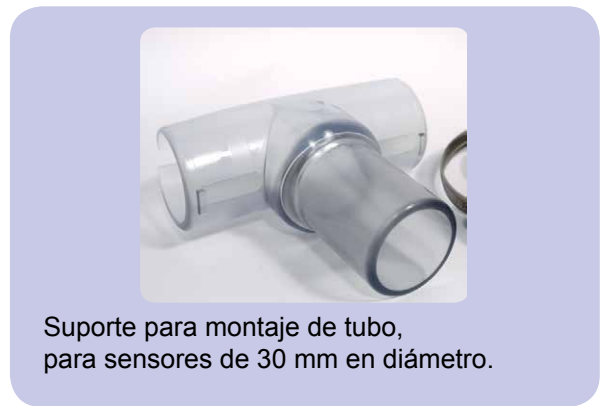 Suporte para montaje de tubo,
para sensores de 30 mm en diámetro.